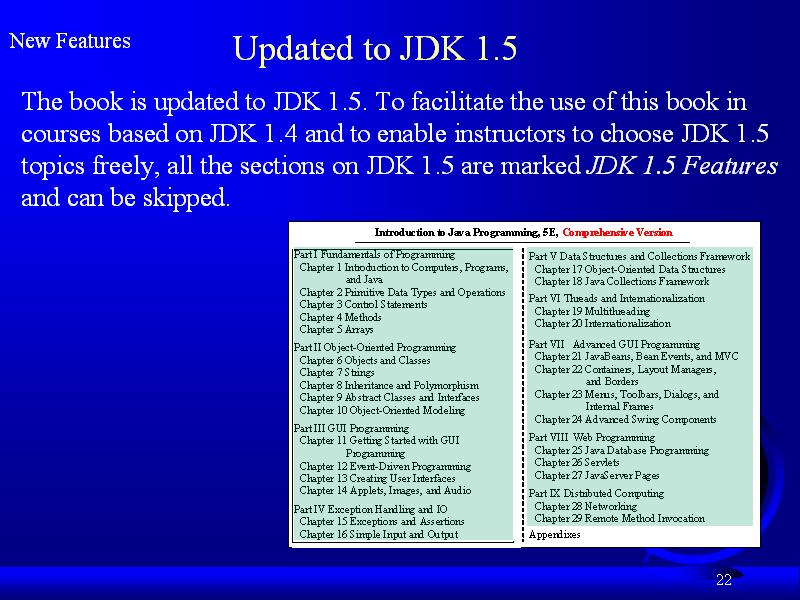 New Features
Updated to JDK 1.5
The book is updated to JDK 1.5. To facilitate the use of this book in
courses based on JDK 1.4 and to enable instructors to choose JDK 1.5
topics freely, all the sections on JDK 1.5 are marked JDK 1.5 Features
and can be skipped.
Introduction to Java Programming, 5E, Comprehensive Version
Part I Fundamentals of Programming
Chapter 1 Introduction to Computers, Programs,
and Java
Chapter 2 Primitive Data Types and Operations
Chapter 3 Control Statements
Chapter 4 Methods
Chapter 5 Arrays
Part II Object-Oriented Programming
Chapter 6 Objects and Classes
Chapter 7 Strings
Chapter 8 Inheritance and Polymorphism
Chapter 9 Abstract Classes and Interfaces
Chapter 10 Object-Oriented Modeling
Part III GUI Programming
Chapter 11 Getting Started with GUI
Programming
Chapter 12 Event-Driven Programming
Chapter 13 Creating User Interfaces
Chapter 14 Applets, Images, and Audio
Part IV Exception Handling and IO
Chapter 15 Exceptions and Assertions
Chapter 16 Simple Input and Output
Part V Data Structures and Collections Framework
Chapter 17 Object-Oriented Data Structures
Chapter 18 Java Collections Framework
Part VI Threads and Internationalization
Chapter 19 Multithreading
Chapter 20 Internationalization
Part VII Advanced GUI Programming
Chapter 21 JavaBeans, Bean Events, and MVC
Chapter 22 Containers, Layout Managers,
and Borders
Chapter 23 Menus, Toolbars, Dialogs, and
Internal Frames
Chapter 24 Advanced Swing Components
Part VIII Web Programming
Chapter 25 Java Database Programming
Chapter 26 Servlets
Chapter 27 JavaServer Pages
Part IX Distributed Computing
Chapter 28 Networking
Chapter 29 Remote Method Invocation
Appendixes
22